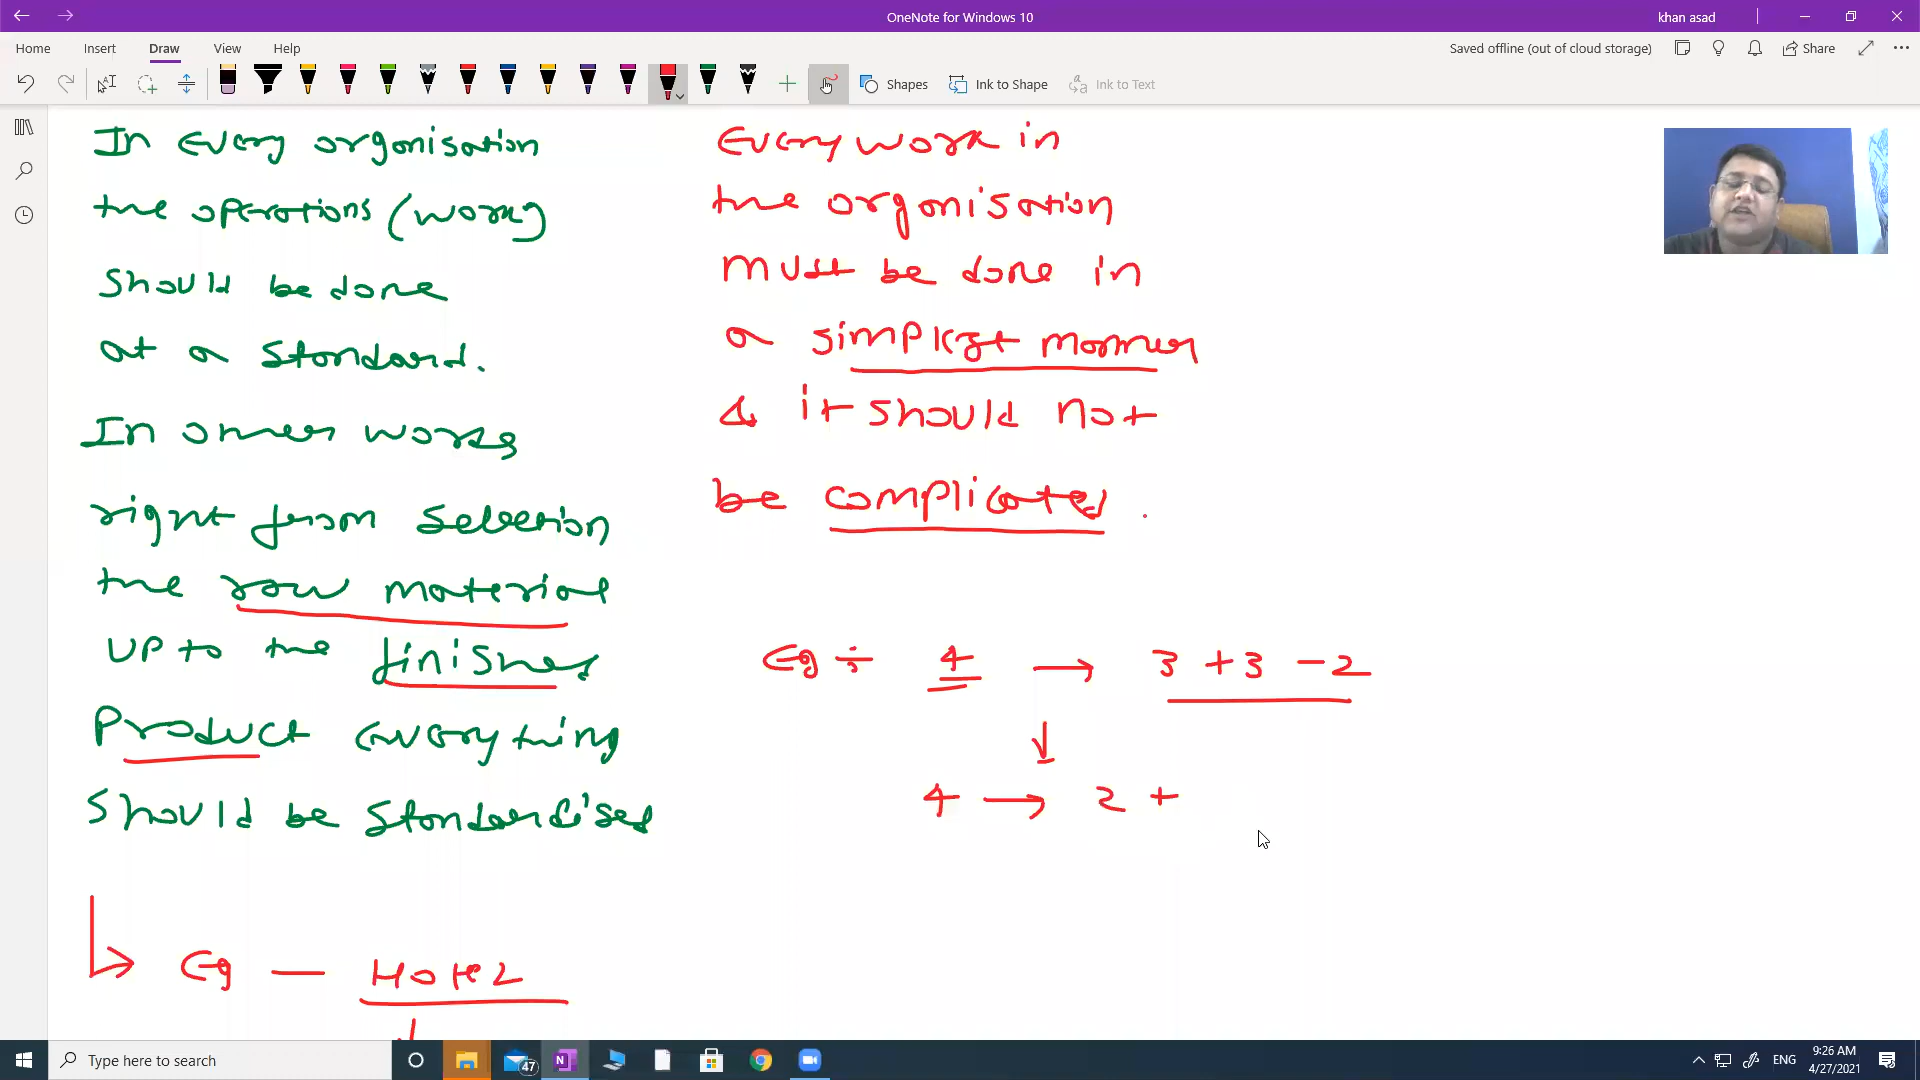 OneNote for Windows 10
khan asad
Home Insert Draw View Help
Saved offline (out of cloud storage)
Share
Shapes
Ink to Shape
Ink to Text
In every organisation
the operations (work)
should be done
at a standard.
In other works
right from selection
the raw material
UP to the finished
Product everything
should be standardised
Eg — Hotel
Every work in
the organisation
must be done in
a simplest manner
& it should not
be complicated.
Eg ÷ 4 → 3 + 3 - 2
↓
4 → 2 +
Type here to search
47
ENG
9:26 AM
4/27/2021